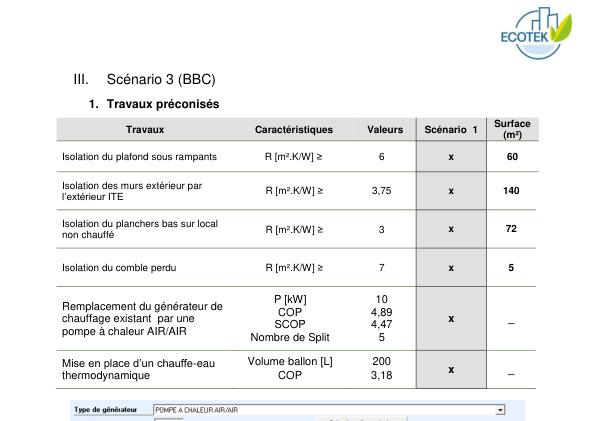 ECOTEK
III. Scénario 3 (BBC)
1. Travaux préconisés
Travaux Caractéristiques Valeurs Scénario 1 Surface (m²)
Isolation du plafond sous rampants R [m².K/W] ≥ 6 x 60
Isolation des murs extérieur par
l'extérieur ITE R [m².K/W] ≥ 3,75 x 140
Isolation du planchers bas sur local
non chauffé R [m².K/W] ≥ 3 x 72
Isolation du comble perdu R [m².K/W] ≥ 7 x 5
Remplacement du générateur de
chauffage existant par une
pompe à chaleur AIR/AIR
P [kW] 10
COP 4,89
SCOP 4,47
Nombre de Split 5
x _
Mise en place d'un chauffe-eau
thermodynamique
Volume ballon [L] 200
COP 3,18
x _
Type de générateur POMPE A CHALEUR AIR/AIR